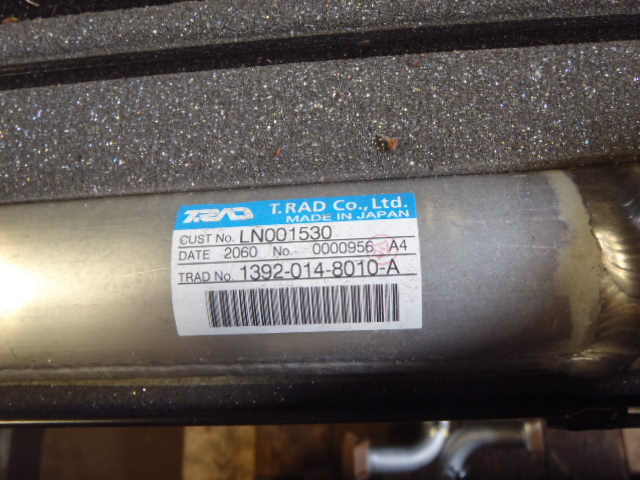 T.RAD T.RAD Co., Ltd.
MADE IN JAPAN
CUST No. LN001530
DATE 2060 No. 0000956 A4
TRAD No. 1392-014-8010-A